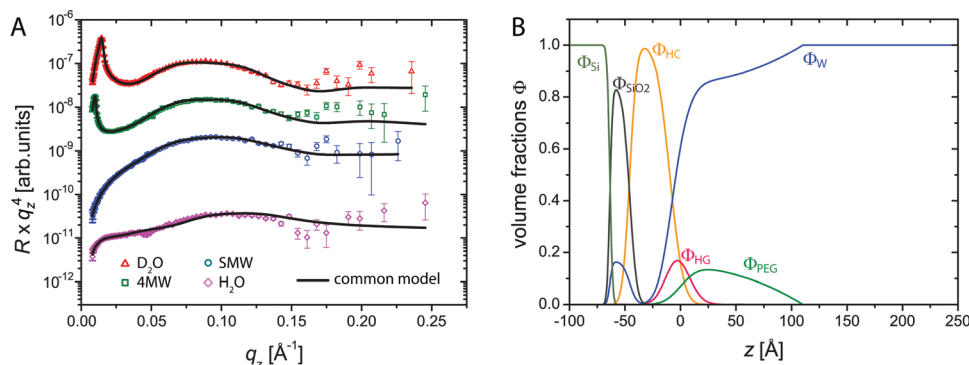 A
R x q_z^4 [arb.units]
10^-6
10^-7
10^-8
10^-9
10^-10
10^-11
10^-12
D2O
4MW
SMW
H2O
common model
0.00
0.05
0.10
0.15
0.20
0.25
q_z [Å^-1]
B
volume fractions Φ
1.0
0.8
0.6
0.4
0.2
0.0
Φ_Si
Φ_SiO2
Φ_HC
Φ_W
Φ_HG
Φ_PEG
-100
-50
0
50
100
150
200
250
z [Å]